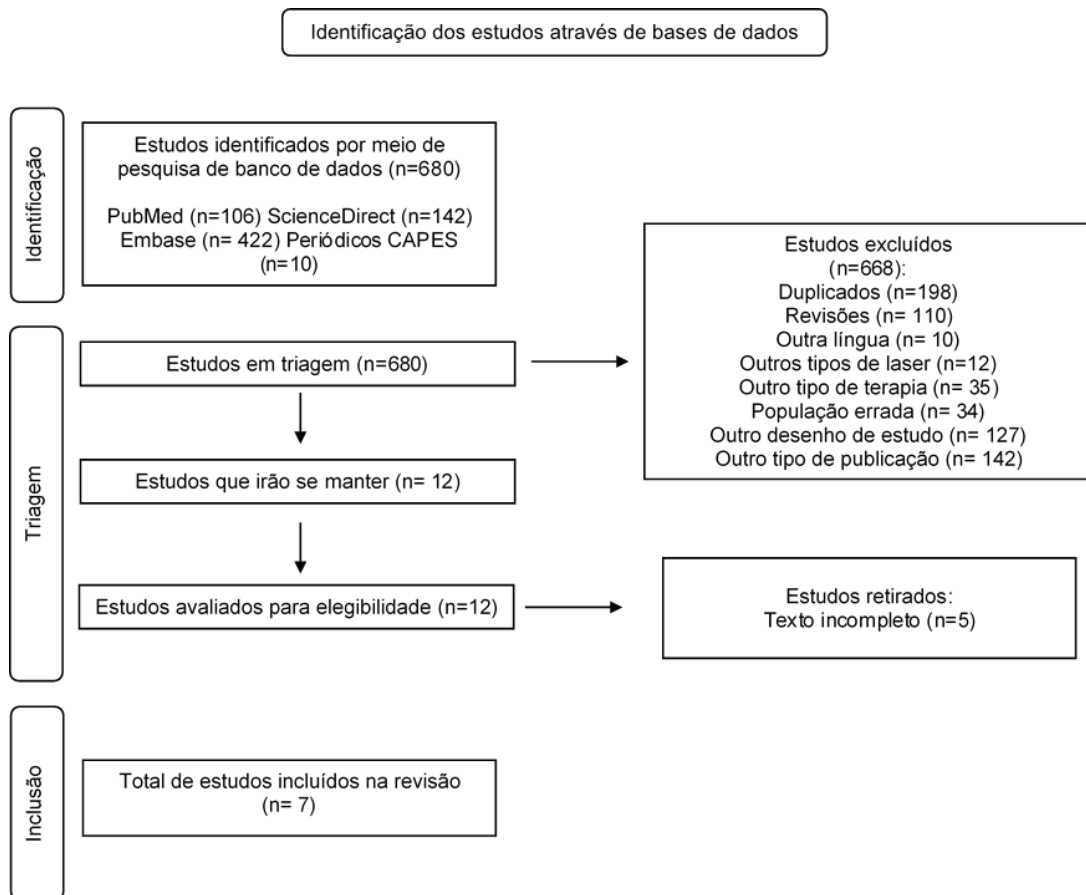 Identificação dos estudos através de bases de dados
Identificação
Estudos identificados por meio de
pesquisa de banco de dados (n=680)
PubMed (n=106) ScienceDirect (n=142)
Embase (n= 422) Periódicos CAPES
(n=10)
Estudos excluídos
(n=668):
Duplicados (n=198)
Revisões (n= 110)
Outra língua (n= 10)
Outros tipos de laser (n=12)
Outro tipo de terapia (n= 35)
População errada (n= 34)
Outro desenho de estudo (n= 127)
Outro tipo de publicação (n= 142)
Triagem
Estudos em triagem (n=680)
Estudos que irão se manter (n= 12)
Estudos avaliados para elegibilidade (n=12)
Estudos retirados:
Texto incompleto (n=5)
Inclusão
Total de estudos incluídos na revisão
(n= 7)